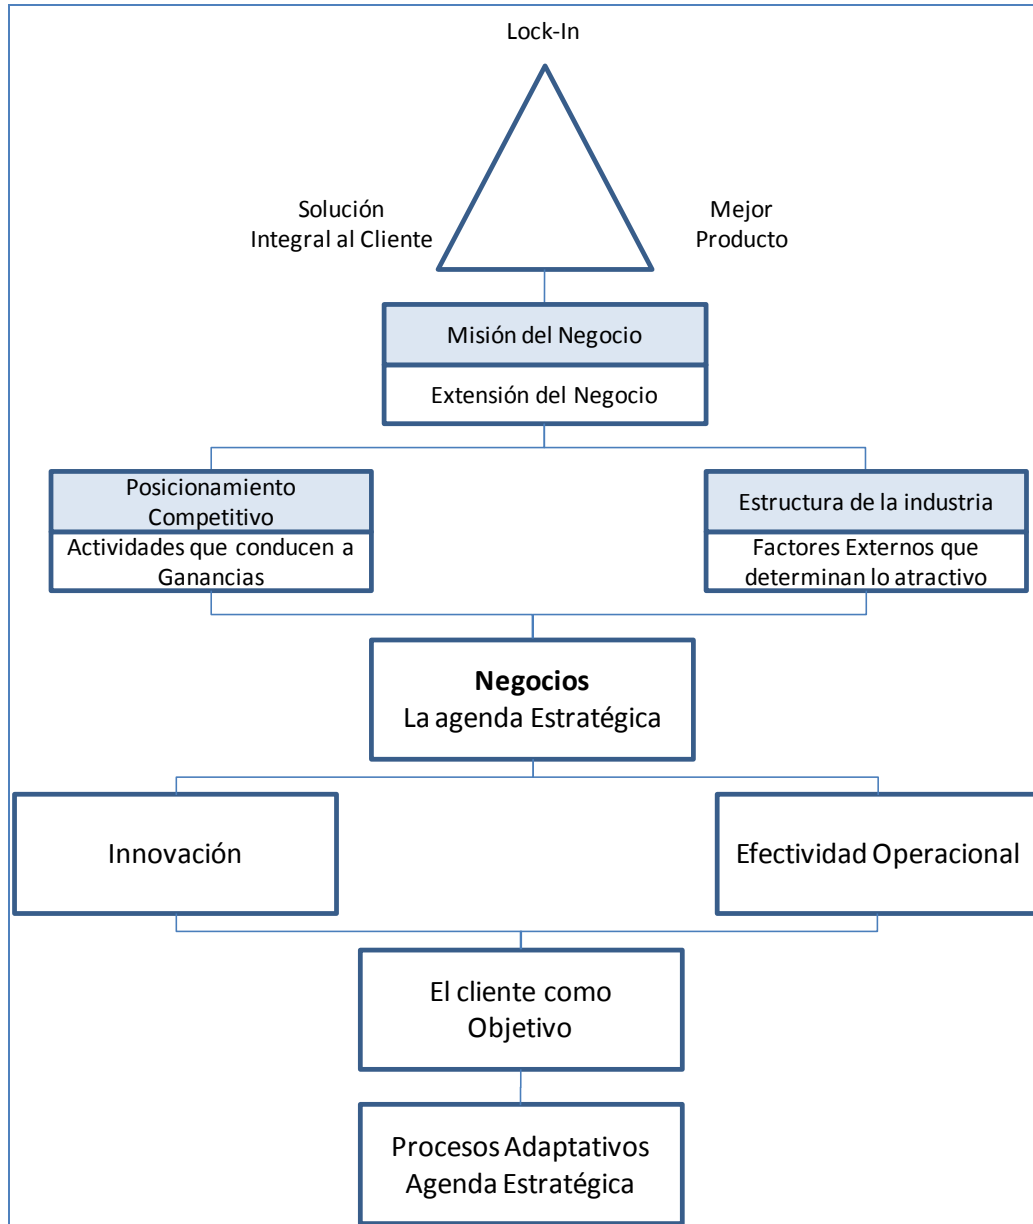 Lock-In
Solución
Integral al Cliente
Mejor
Producto
Misión del Negocio
Extensión del Negocio
Posicionamiento
Competitivo
Actividades que conducen a
Ganancias
Estructura de la industria
Factores Externos que
determinan lo atractivo
Negocios
La agenda Estratégica
Innovación
Efectividad Operacional
El cliente como
Objetivo
Procesos Adaptativos
Agenda Estratégica